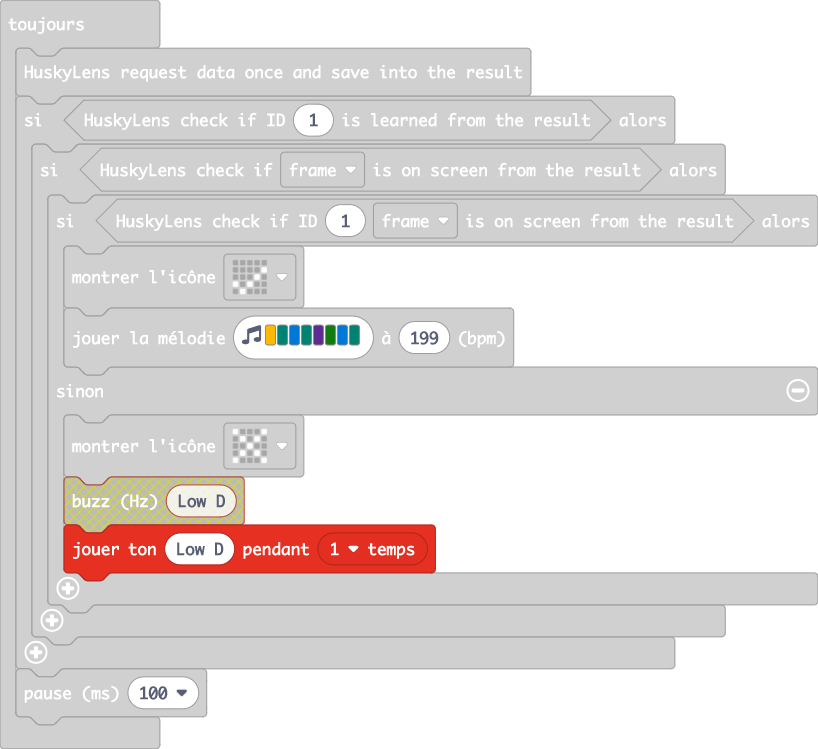 toujours
HuskyLens request data once and save into the result
si HuskyLens check if ID 1 is learned from the result alors
si HuskyLens check if frame is on screen from the result alors
si HuskyLens check if ID 1 frame is on screen from the result alors
montrer l'icône
jouer la mélodie à 199 (bpm)
sinon
montrer l'icône
buzz (Hz) Low D
jouer ton Low D pendant 1 temps
pause (ms) 100